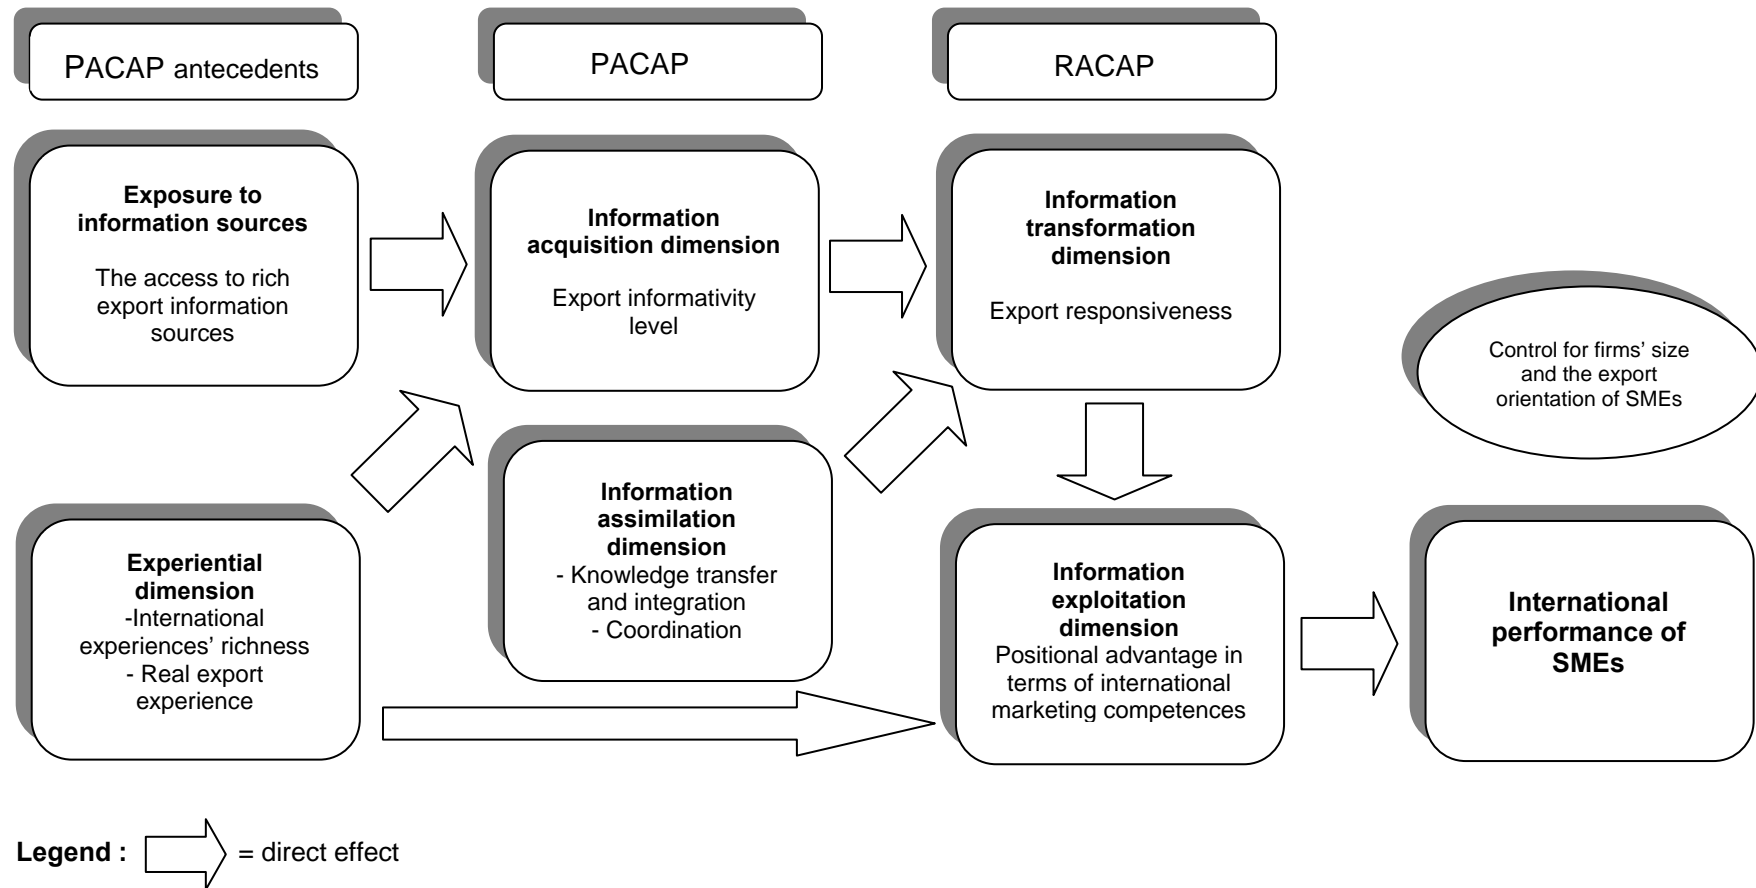 PACAP antecedents
PACAP
RACAP
Exposure to
information sources
The access to rich
export information
sources
Information
acquisition dimension
Export informativity
level
Information
transformation
dimension
Export responsiveness
Control for firms’ size
and the export
orientation of SMEs
Experiential
dimension
-International
experiences’ richness
- Real export
experience
Information
assimilation
dimension
- Knowledge transfer
and integration
- Coordination
Information
exploitation
dimension
Positional advantage in
terms of international
marketing competences
International
performance of
SMEs
Legend : = direct effect